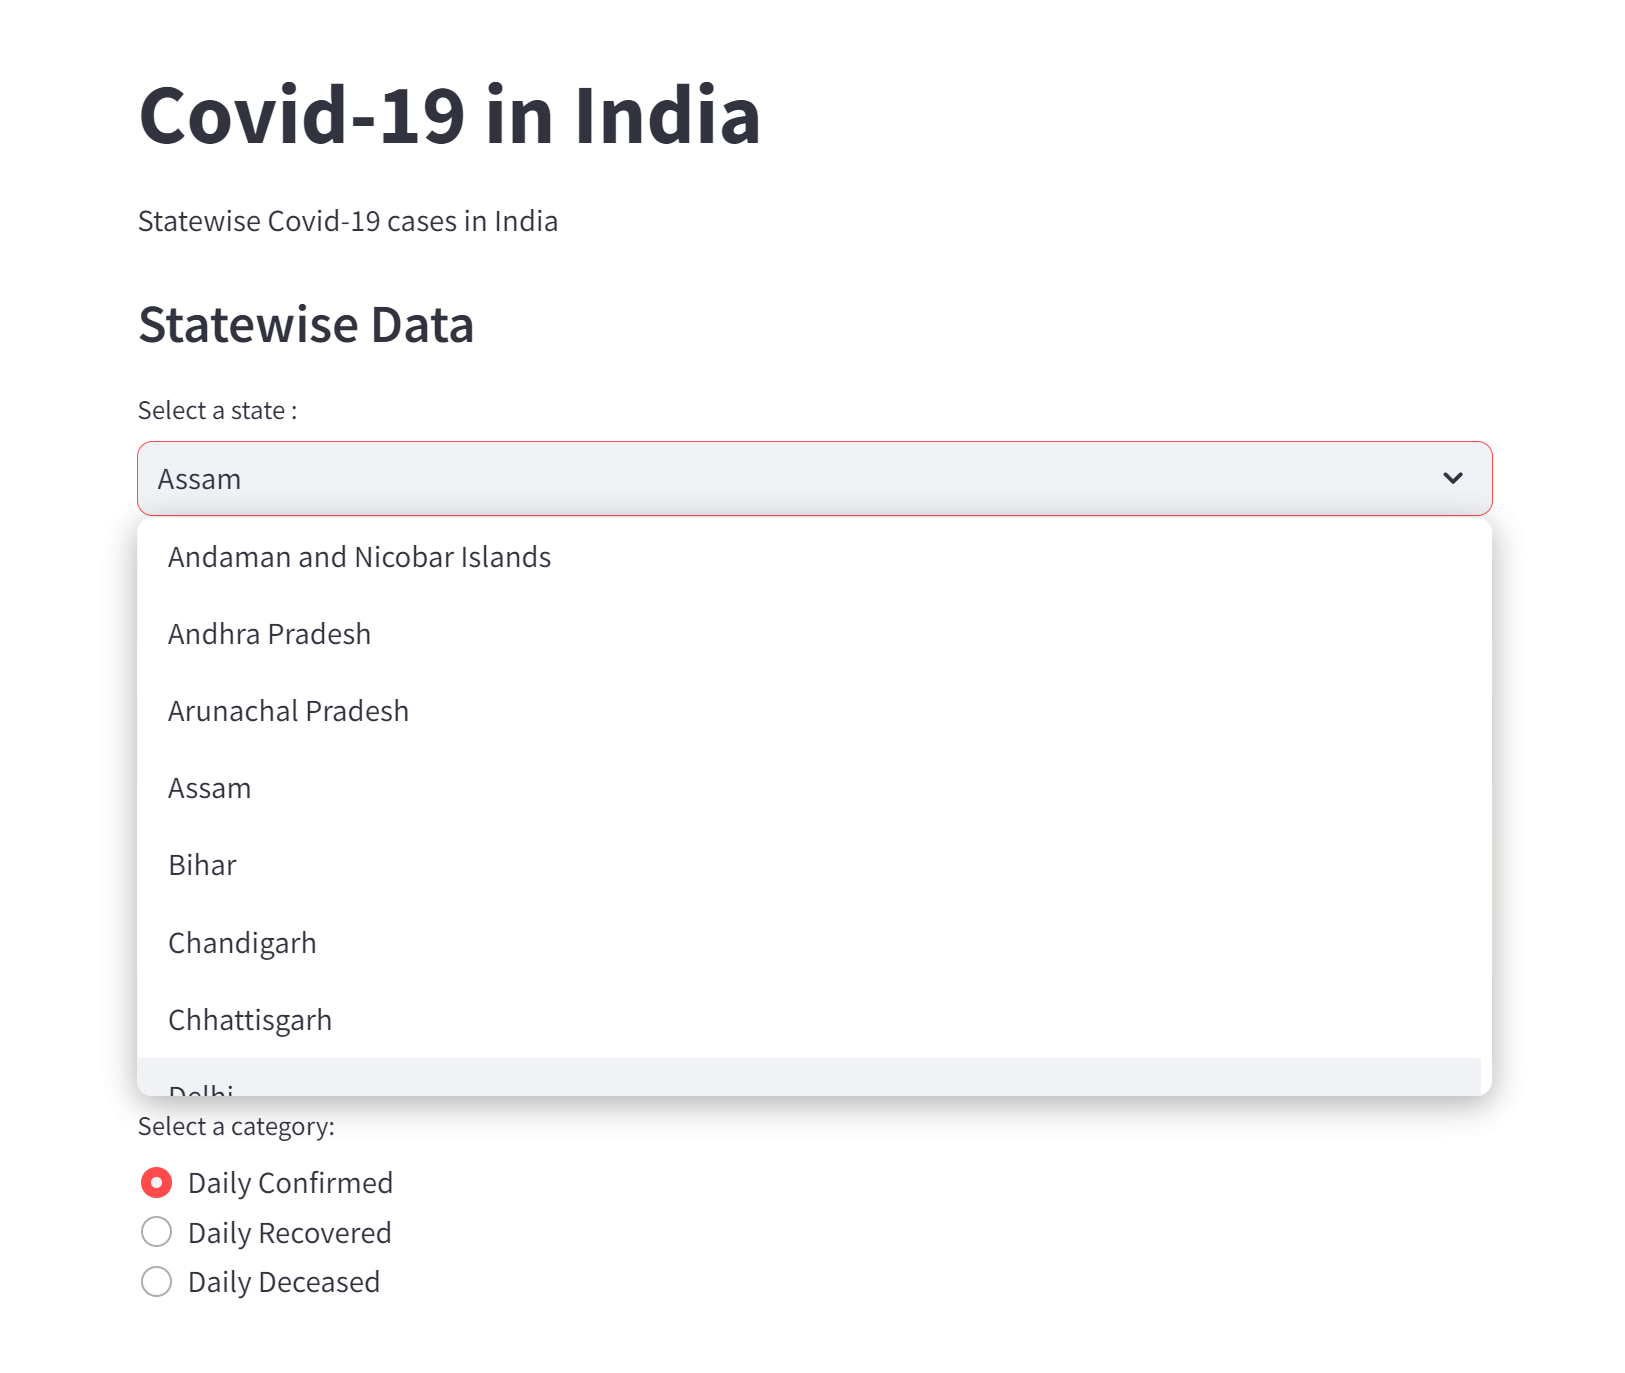 Covid-19 in India
Statewise Covid-19 cases in India
Statewise Data
Select a state :
Assam
Andaman and Nicobar Islands
Andhra Pradesh
Arunachal Pradesh
Assam
Bihar
Chandigarh
Chhattisgarh
Delhi
Select a category:
Daily Confirmed
Daily Recovered
Daily Deceased